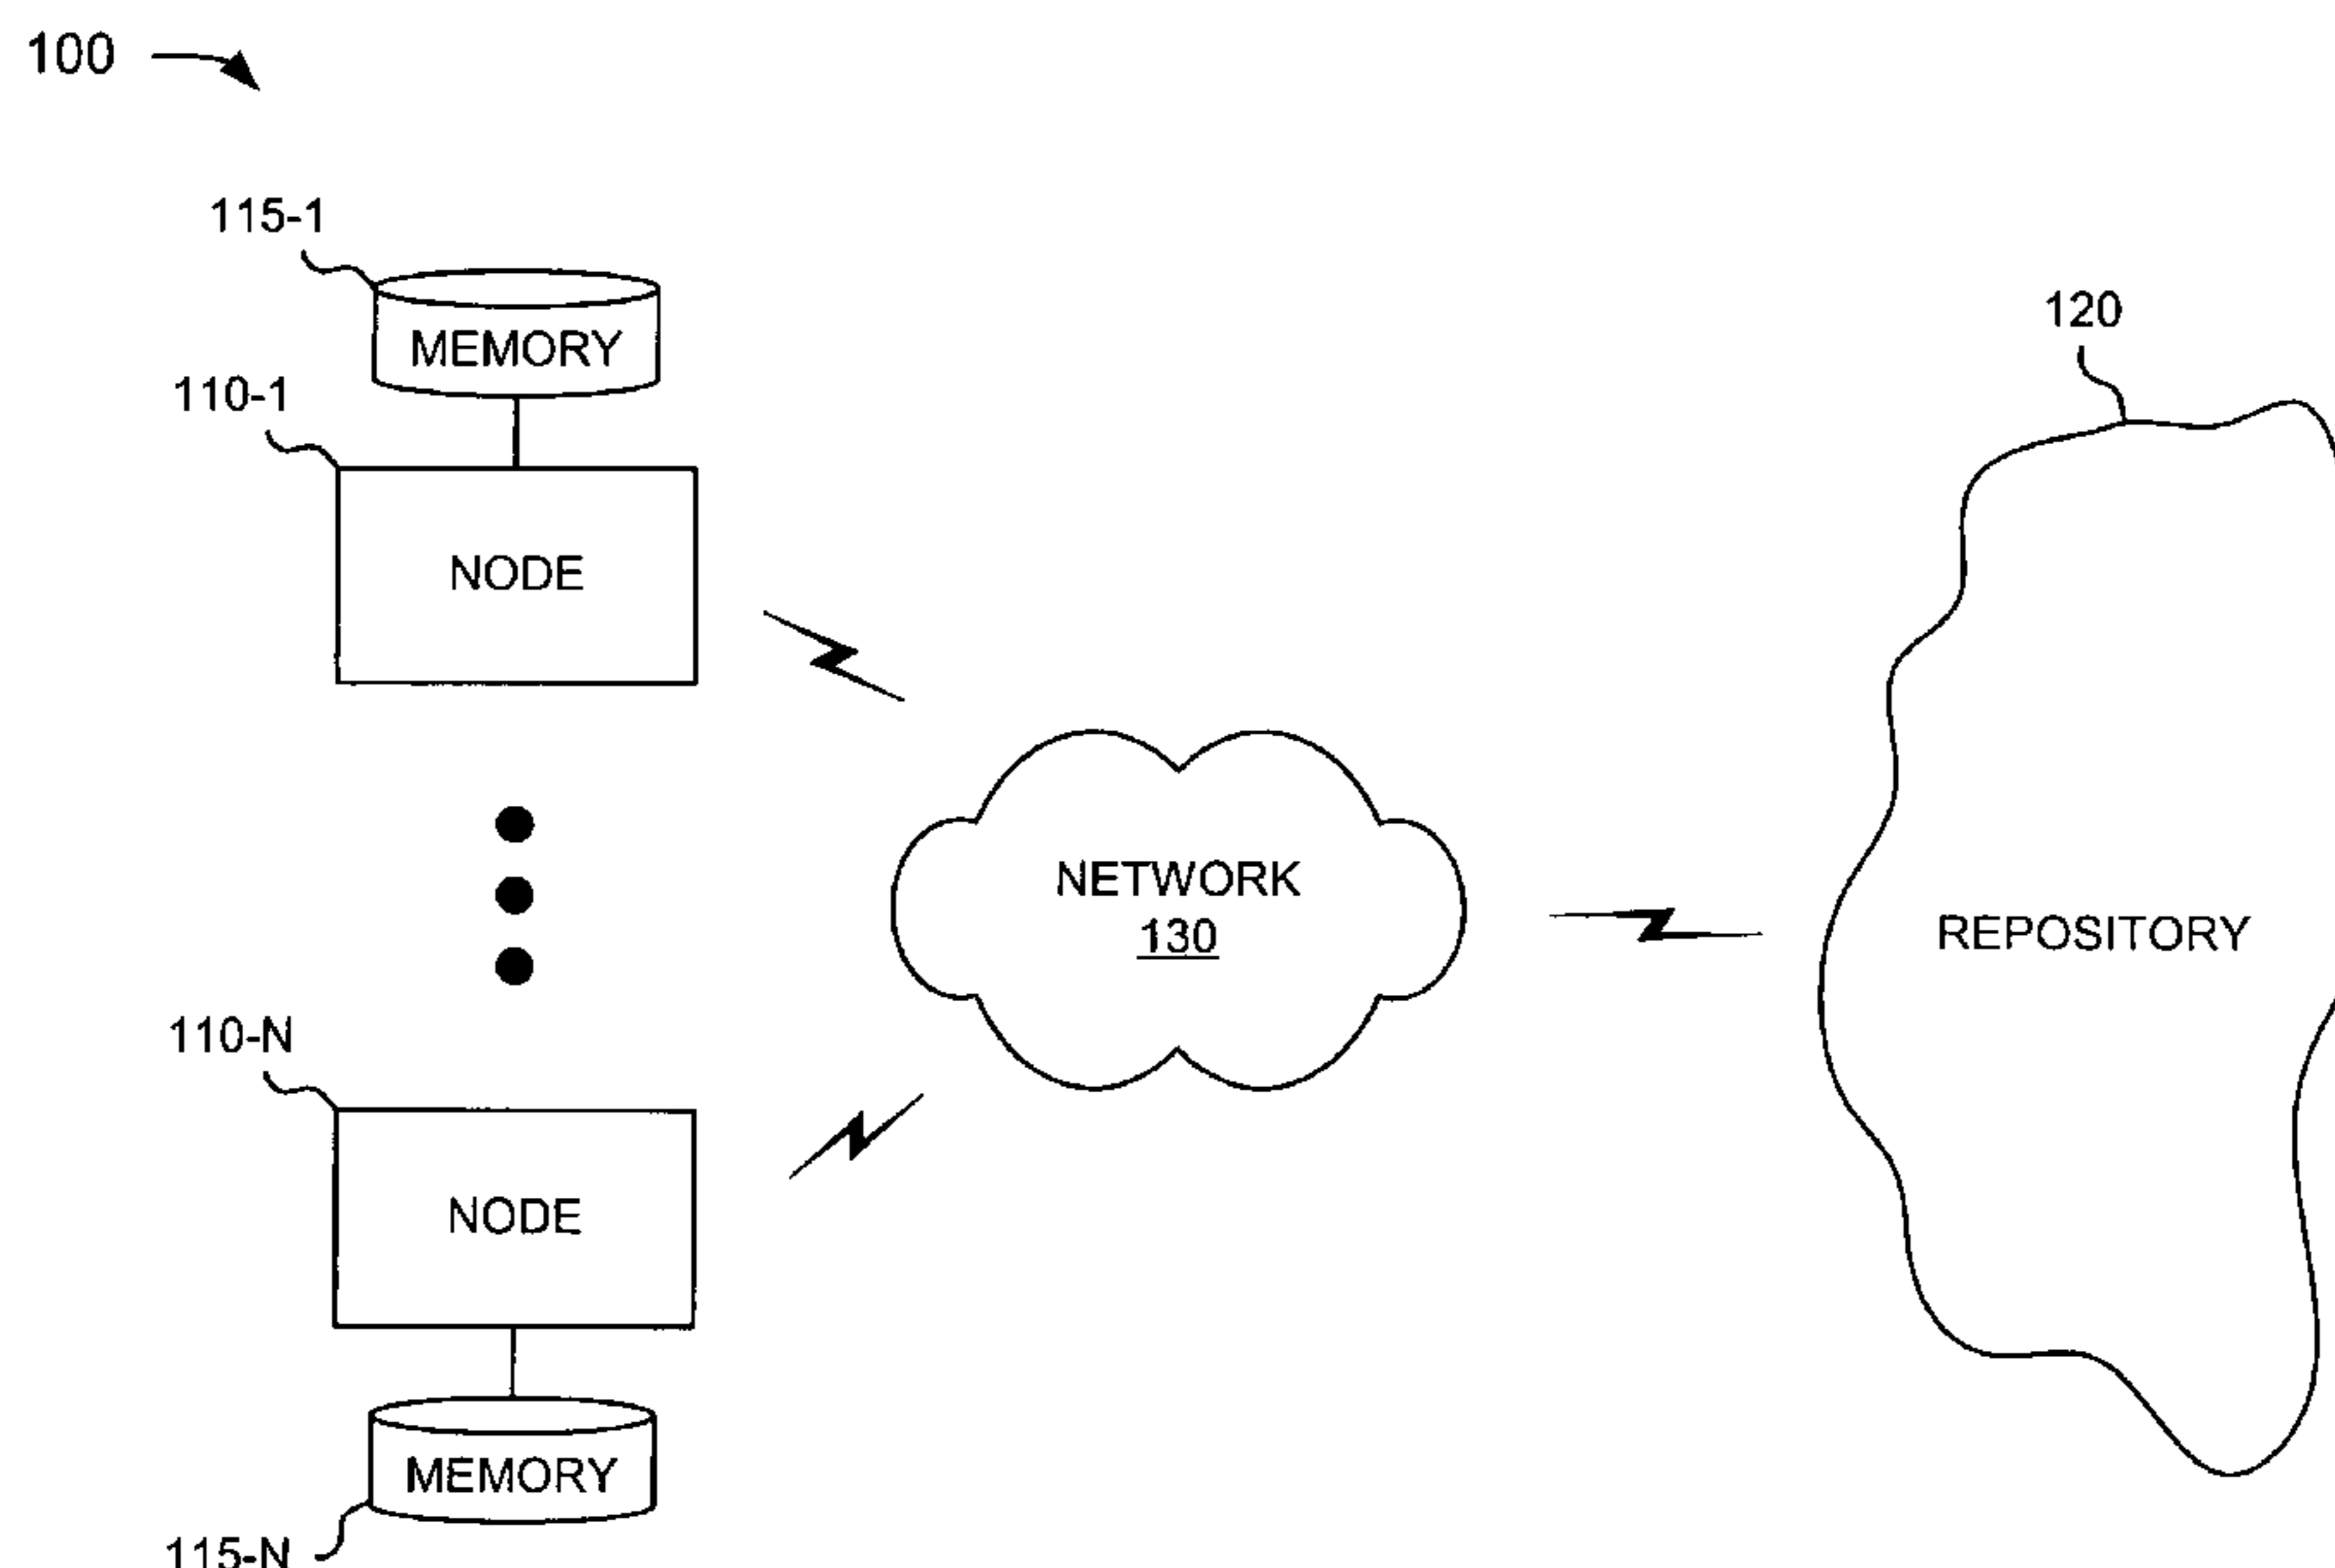 100
115-1
MEMORY
120
110-1
NODE
NETWORK
130
REPOSITORY
110-N
NODE
MEMORY
115-N